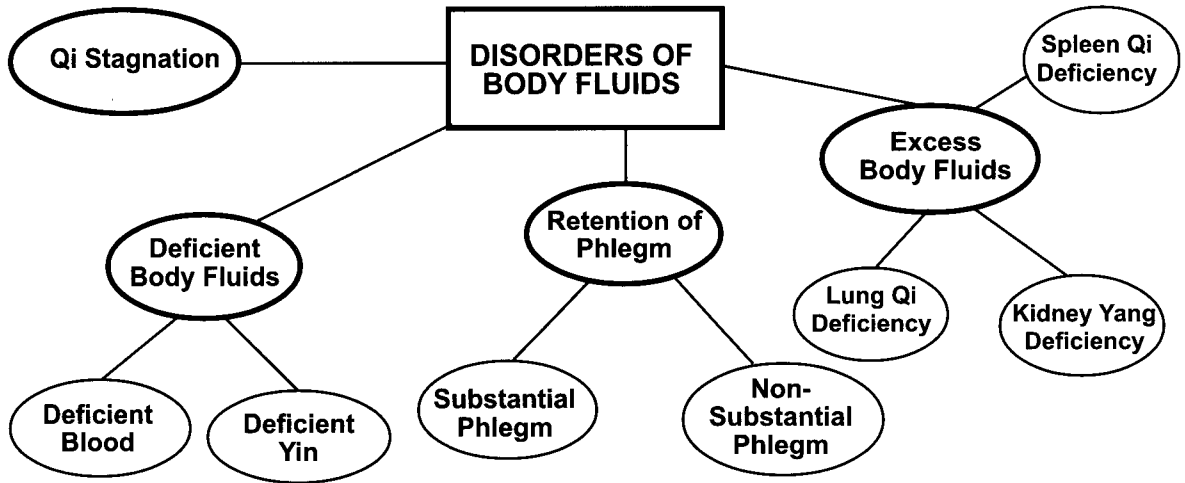 DISORDERS OF
BODY FLUIDS
Qi Stagnation
Spleen Qi
Deficiency
Excess
Body Fluids
Retention of
Phlegm
Deficient
Body Fluids
Lung Qi
Deficiency
Kidney Yang
Deficiency
Substantial
Phlegm
Non-
Substantial
Phlegm
Deficient
Blood
Deficient
Yin